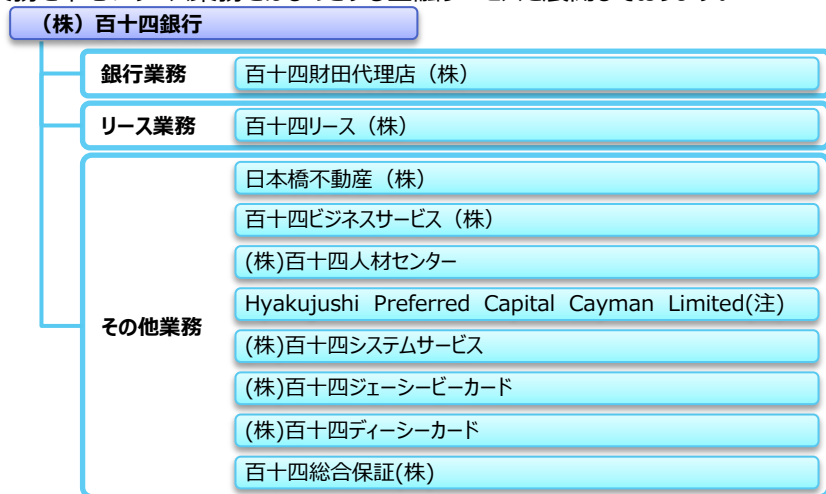 （株）百十四銀行
銀行業務 百十四財田代理店（株）
リース業務 百十四リース（株）
日本橋不動産（株）
百十四ビジネスサービス（株）
(株)百十四人材センター
Hyakujushi Preferred Capital Cayman Limited(注)
その他業務
(株)百十四システムサービス
(株)百十四ジェーシービーカード
(株)百十四ディーシーカード
百十四総合保証(株)